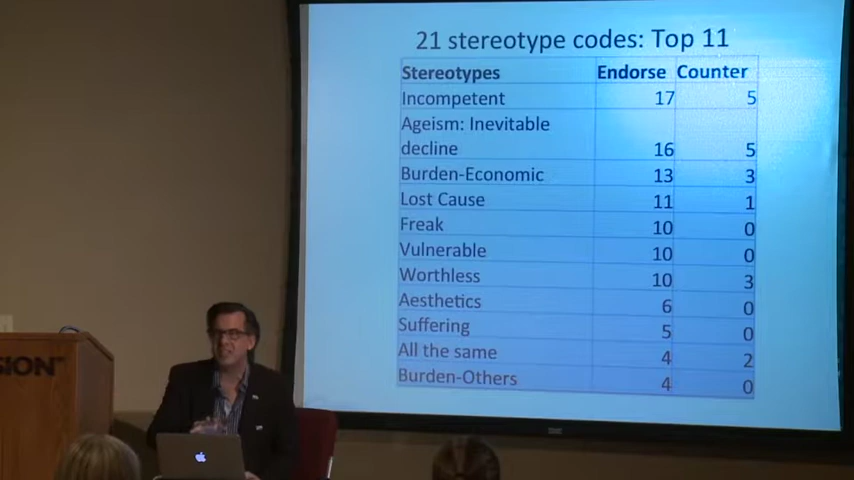 21 stereotype codes: Top 11
Stereotypes Endorse Counter
Incompetent 17 5
Ageism: Inevitable
decline 16 5
Burden-Economic 13 3
Lost Cause 11 1
Freak 10 0
Vulnerable 10 0
Worthless 10 3
Aesthetics 6 0
Suffering 5 0
All the same 4 2
Burden-Others 4 0